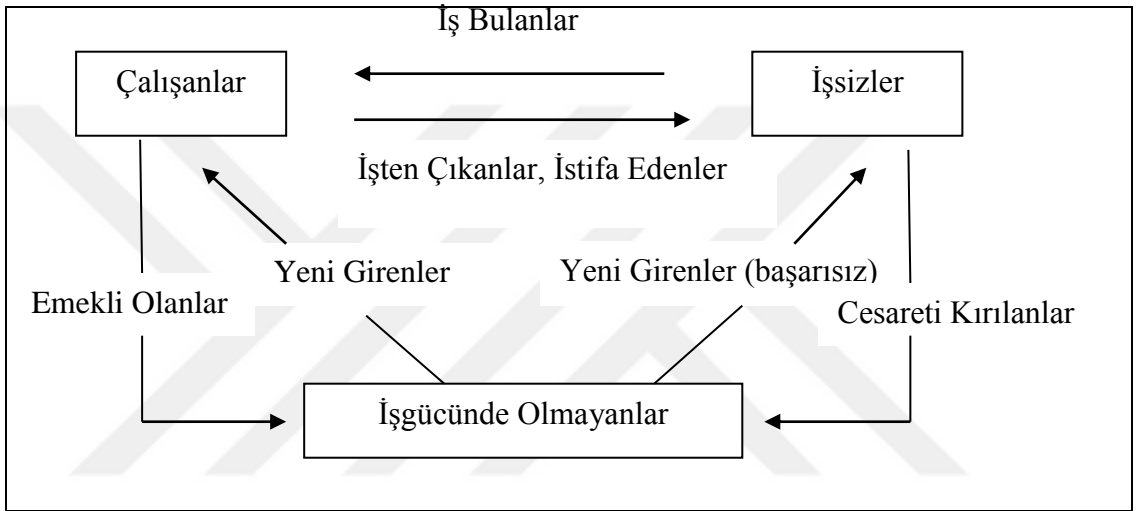 İş Bulanlar
Çalışanlar
İşsizler
İşten Çıkanlar, İstifa Edenler
Yeni Girenler
Yeni Girenler (başarısız)
Emekli Olanlar
Cesareti Kırılanlar
İşgücünde Olmayanlar